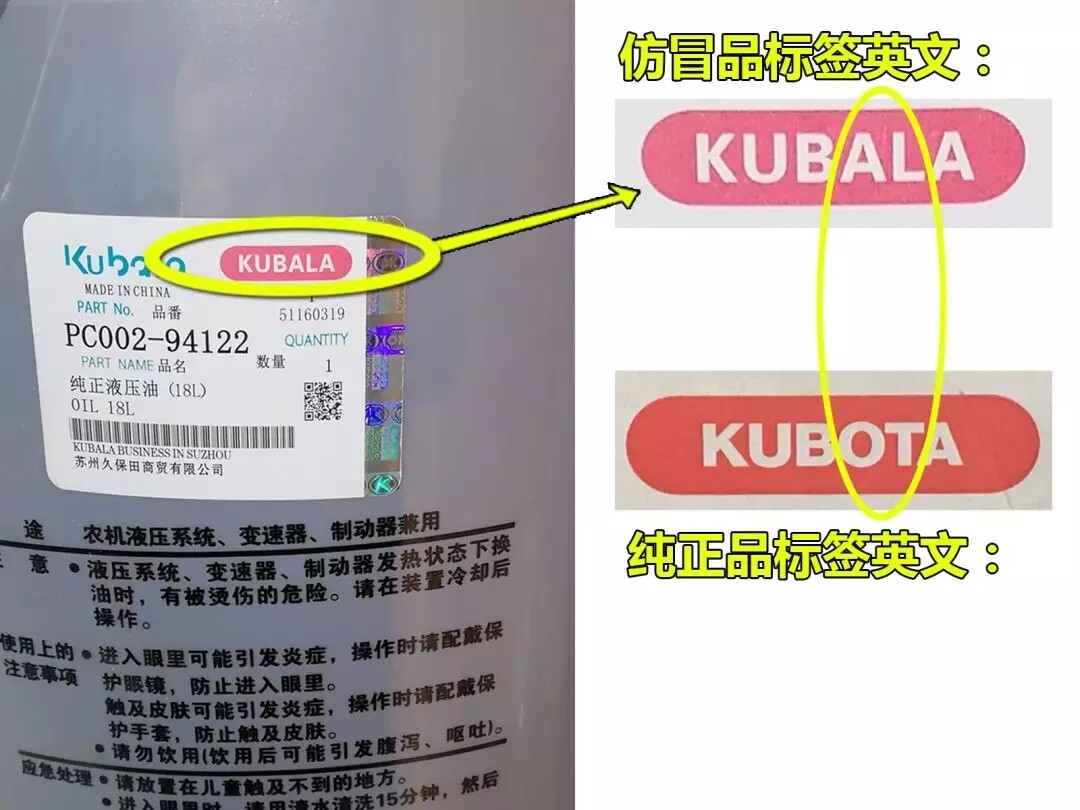 仿冒品标签英文：
KUBALA
KUBOTA
纯正品标签英文：
Kubala
KUBALA
MADE IN CHINA
PART No. 品番
51160319
PC002-94122
QUANTITY
PART NAME 品名
数量
1
纯正液压油 (18L)
OIL 18L
KUBALA BUSINESS IN SUZHOU
苏州久保田商贸有限公司
途 农机液压系统、变速器、制动器兼用
意 • 液压系统、变速器、制动器发热状态下换
油时，有被烫伤的危险。请在装置冷却后
操作。
使用上的
注意事项
• 进入眼里可能引发炎症，操作时请配戴保
护眼镜，防止进入眼里。
触及皮肤可能引发炎症，操作时请配戴保
护手套，防止触及皮肤。
• 请勿饮用(饮用后可能引发腹泻、呕吐)。
应急处理 • 请放置在儿童触及不到的地方。
• 进入眼里时，请用清水清洗15分钟，然后